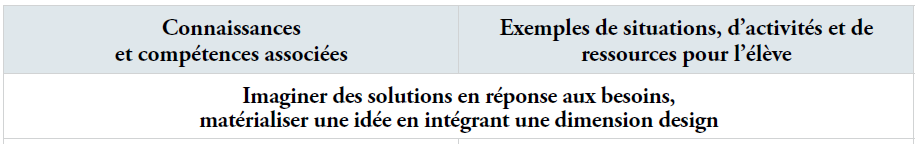 Connaissances
et compétences associées
Exemples de situations, d’activités et de
ressources pour l’élève
Imaginer des solutions en réponse aux besoins,
matérialiser une idée en intégrant une dimension design